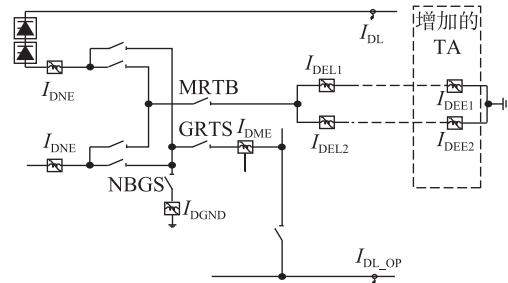 增加的
TA
I_DL
I_DEL1
I_DNE
MRTB
I_DEE1
GRTS
I_DME
I_DNE
I_DEL2
I_DEE2
NBGS
I_DGND
I_DL_OP